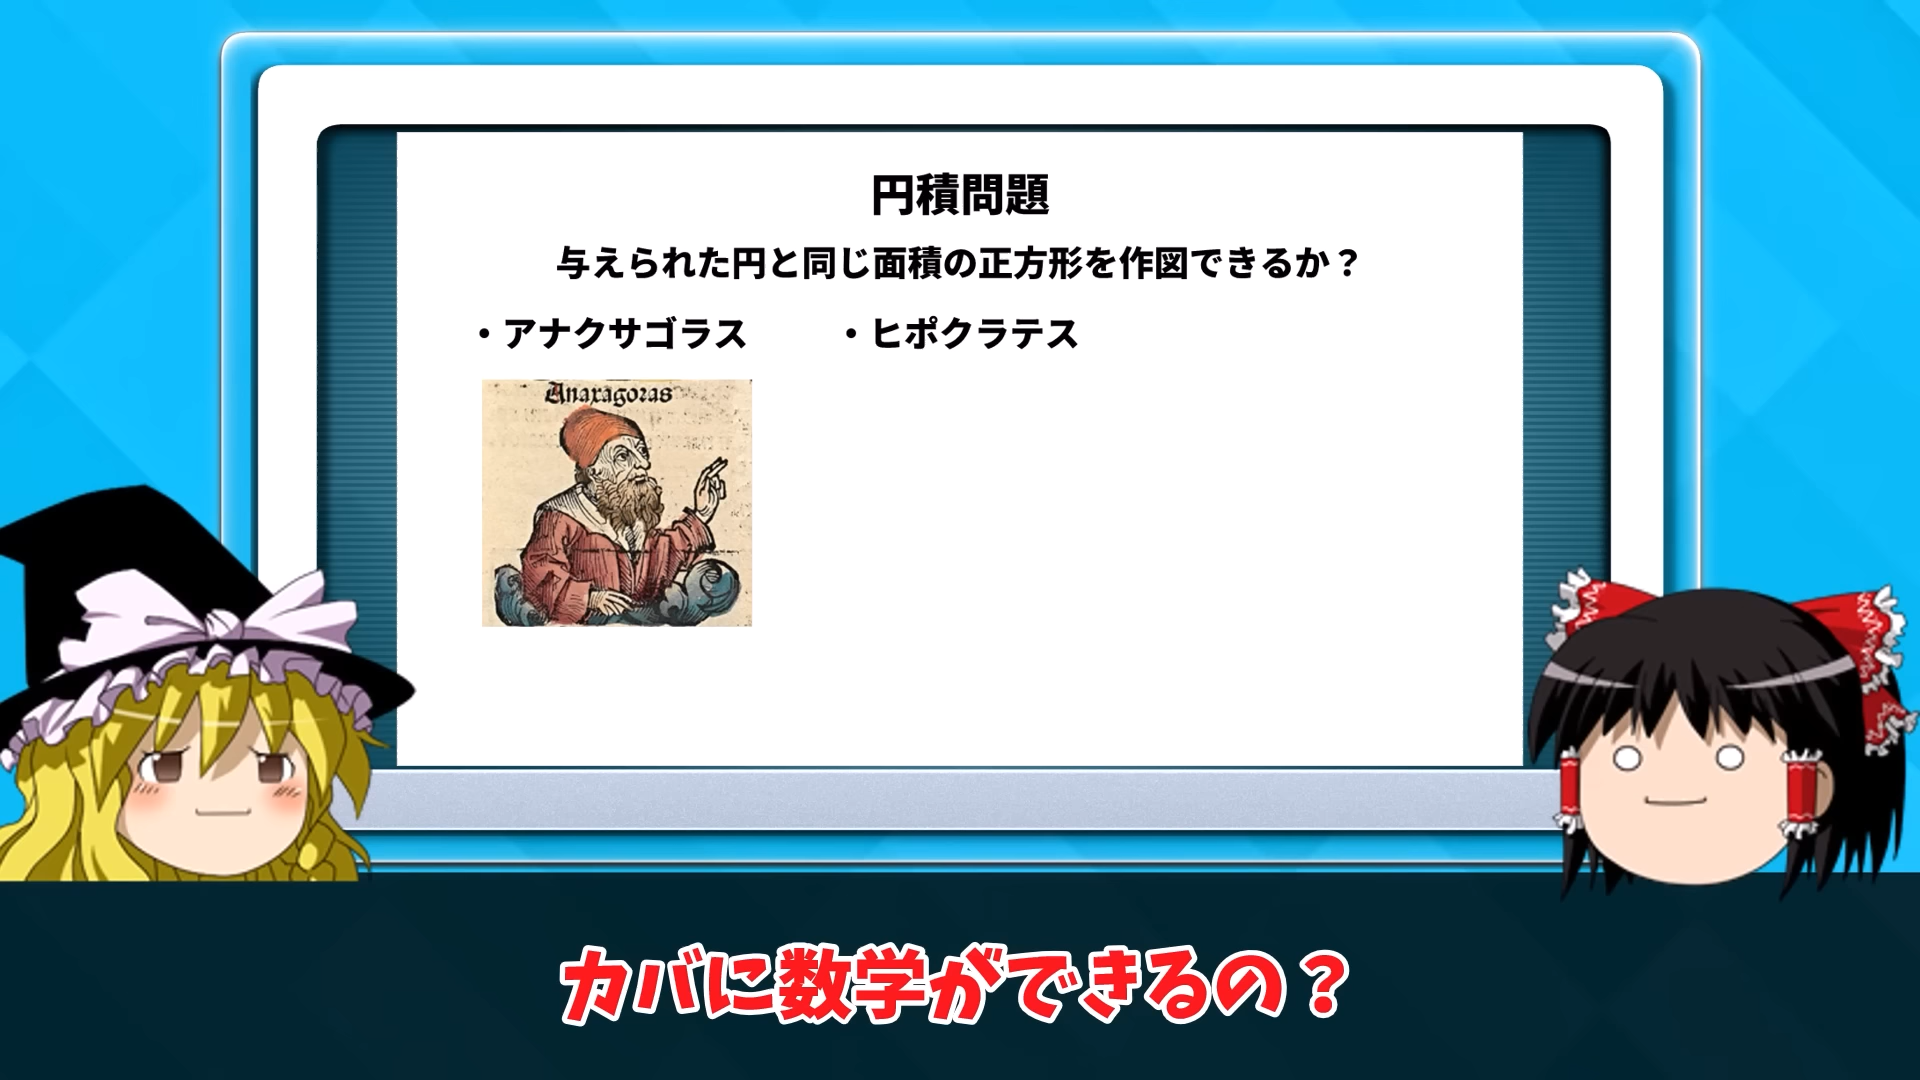 円積問題
与えられた円と同じ面積の正方形を作図できるか？
・アナクサゴラス
・ヒポクラテス
Anaxagoras
カバに数学ができるの？